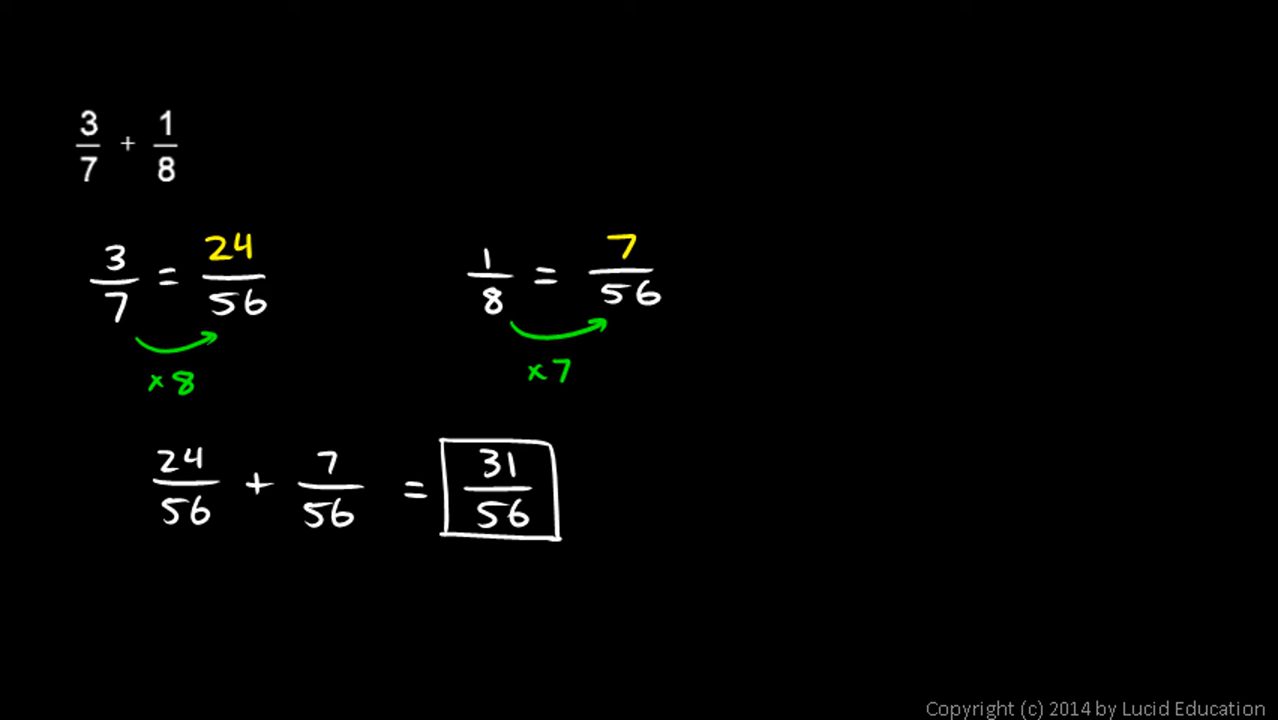 3/7 + 1/8
3/7 = 24/56
×8
1/8 = 7/56
×7
24/56 + 7/56 = 31/56
Copyright (c) 2014 by Lucid Education